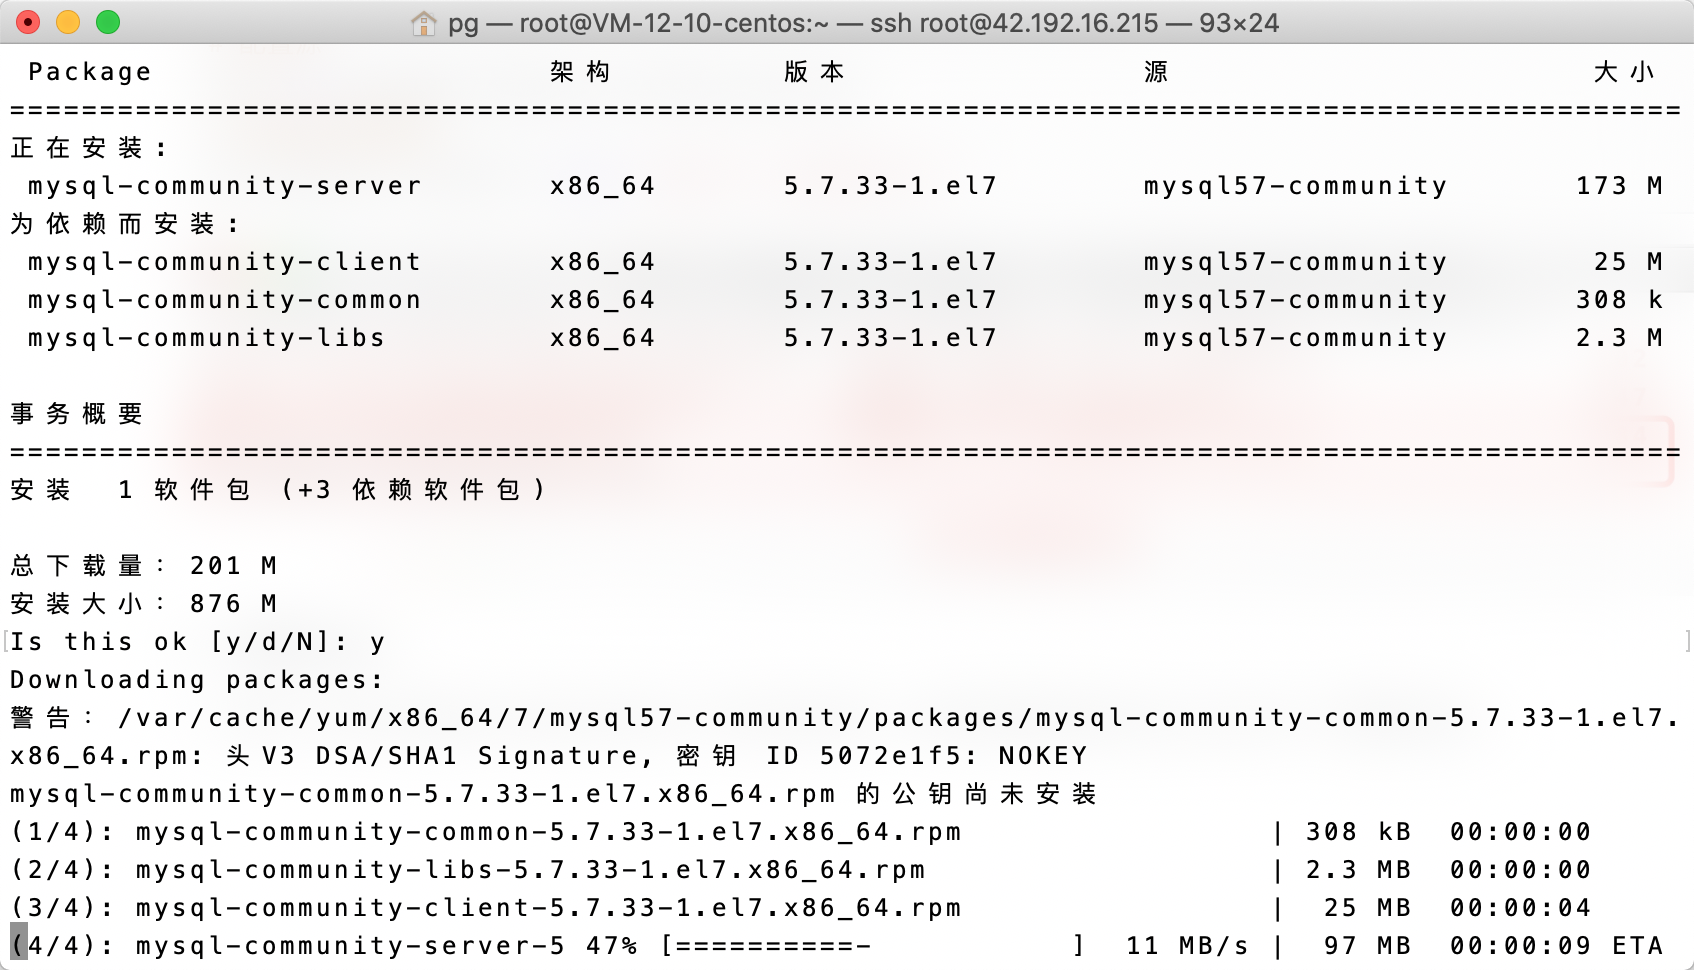 pg — root@VM-12-10-centos:~ — ssh root@42.192.16.215 — 93×24
Package 架构 版本 源 大小
=============================================================================================
正在安装:
mysql-community-server x86_64 5.7.33-1.el7 mysql57-community 173 M
为依赖而安装:
mysql-community-client x86_64 5.7.33-1.el7 mysql57-community 25 M
mysql-community-common x86_64 5.7.33-1.el7 mysql57-community 308 k
mysql-community-libs x86_64 5.7.33-1.el7 mysql57-community 2.3 M
事务概要
=============================================================================================
安装 1 软件包 (+3 依赖软件包)
总下载量：201 M
安装大小：876 M
[Is this ok [y/d/N]: y ]
Downloading packages:
警告：/var/cache/yum/x86_64/7/mysql57-community/packages/mysql-community-common-5.7.33-1.el7.
x86_64.rpm: 头V3 DSA/SHA1 Signature, 密钥 ID 5072e1f5: NOKEY
mysql-community-common-5.7.33-1.el7.x86_64.rpm 的公钥尚未安装
(1/4): mysql-community-common-5.7.33-1.el7.x86_64.rpm | 308 kB 00:00:00
(2/4): mysql-community-libs-5.7.33-1.el7.x86_64.rpm | 2.3 MB 00:00:00
(3/4): mysql-community-client-5.7.33-1.el7.x86_64.rpm | 25 MB 00:00:04
(4/4): mysql-community-server-5 47% [==========- ] 11 MB/s | 97 MB 00:00:09 ETA